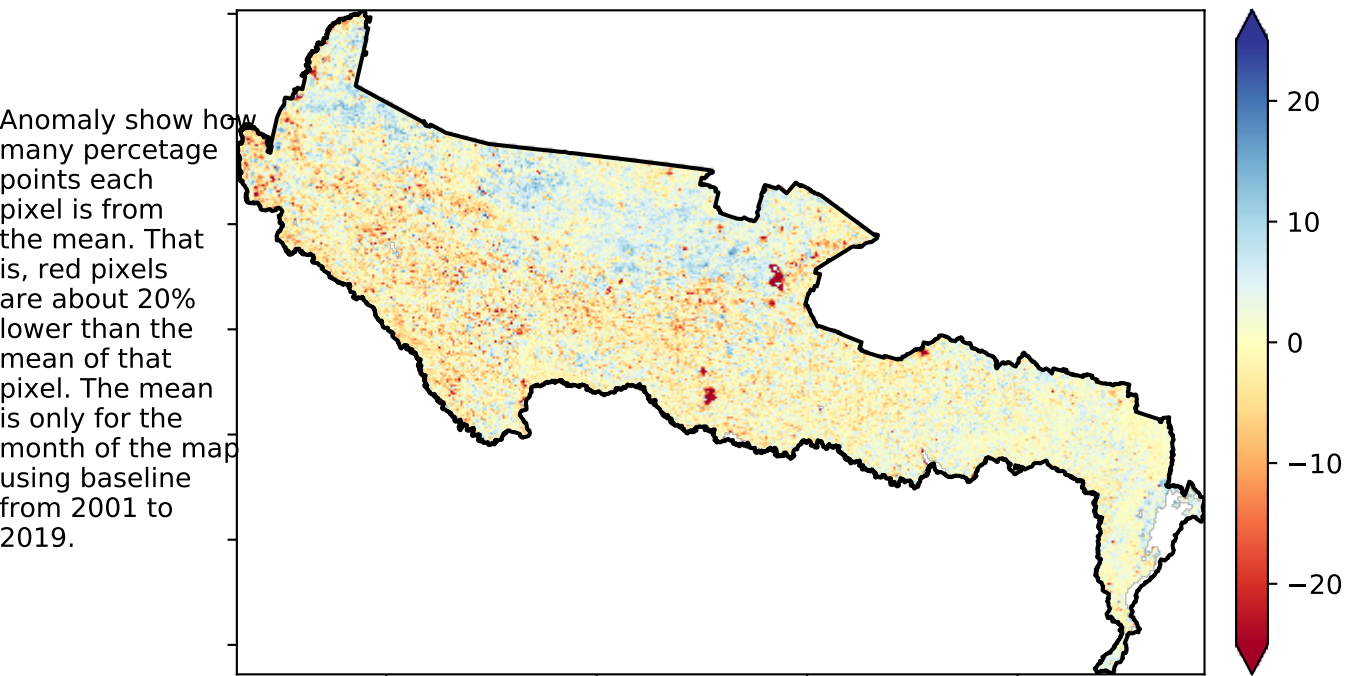 Anomaly show how
many percetage
points each
pixel is from
the mean. That
is, red pixels
are about 20%
lower than the
mean of that
pixel. The mean
is only for the
month of the map
using baseline
from 2001 to
2019.
20
10
0
−10
−20